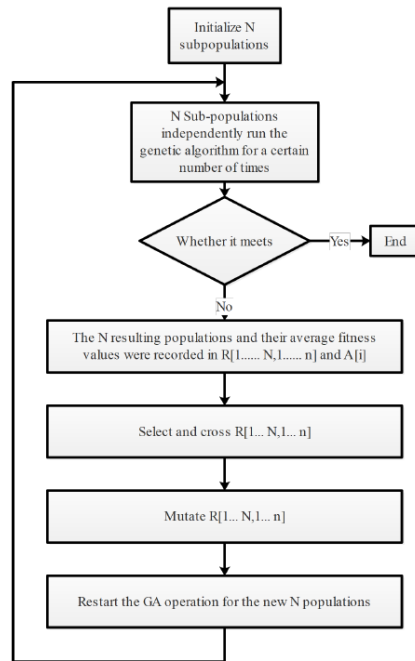 Initialize N
subpopulations
N Sub-populations
independently run the
genetic algorithm for a certain
number of times
Whether it meets
Yes
End
No
The N resulting populations and their average fitness
values were recorded in R[1...... N,1...... n] and A[i]
Select and cross R[1... N,1... n]
Mutate R[1... N,1... n]
Restart the GA operation for the new N populations